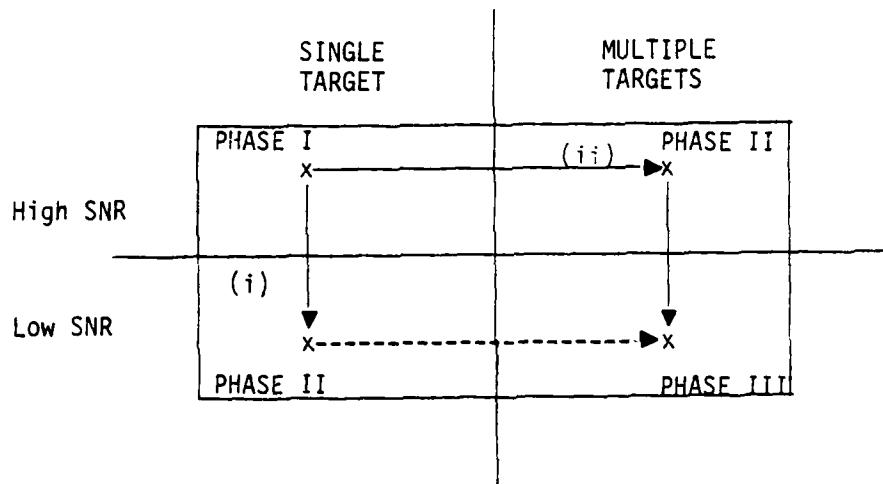 SINGLE
TARGET
MULTIPLE
TARGETS
PHASE I
PHASE II
(ii)
x
x
High SNR
(i)
Low SNR
x
x
PHASE II
PHASE III